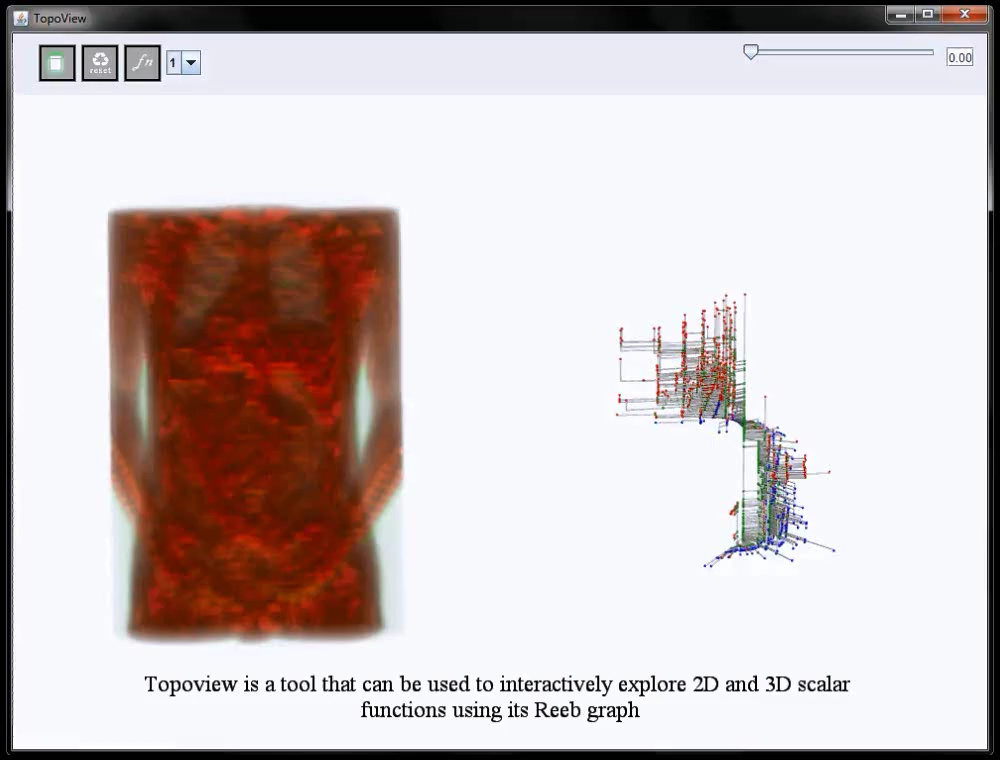 TopoView
reset
fn
1
0.00
Topoview is a tool that can be used to interactively explore 2D and 3D scalar
functions using its Reeb graph